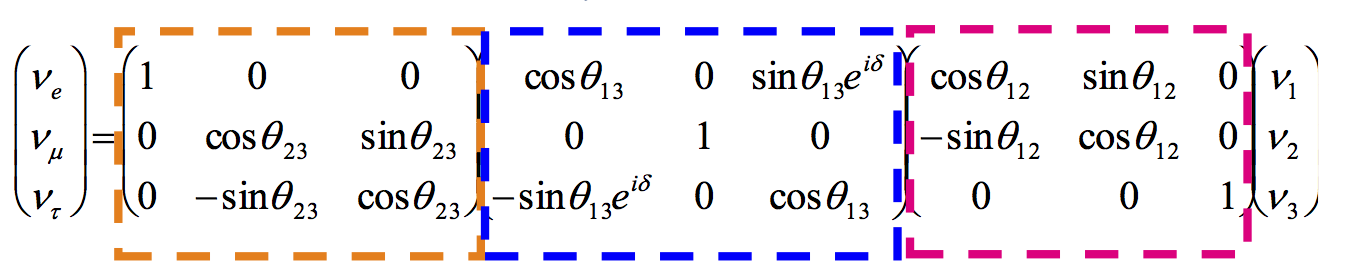 ν_e 1 0 0 cosθ_13 0 sinθ_13 e^{iδ} cosθ_12 sinθ_12 0 ν_1
ν_μ = 0 cosθ_23 sinθ_23 0 1 0 −sinθ_12 cosθ_12 0 ν_2
ν_τ 0 −sinθ_23 cosθ_23 −sinθ_13 e^{iδ} 0 cosθ_13 0 0 1 ν_3